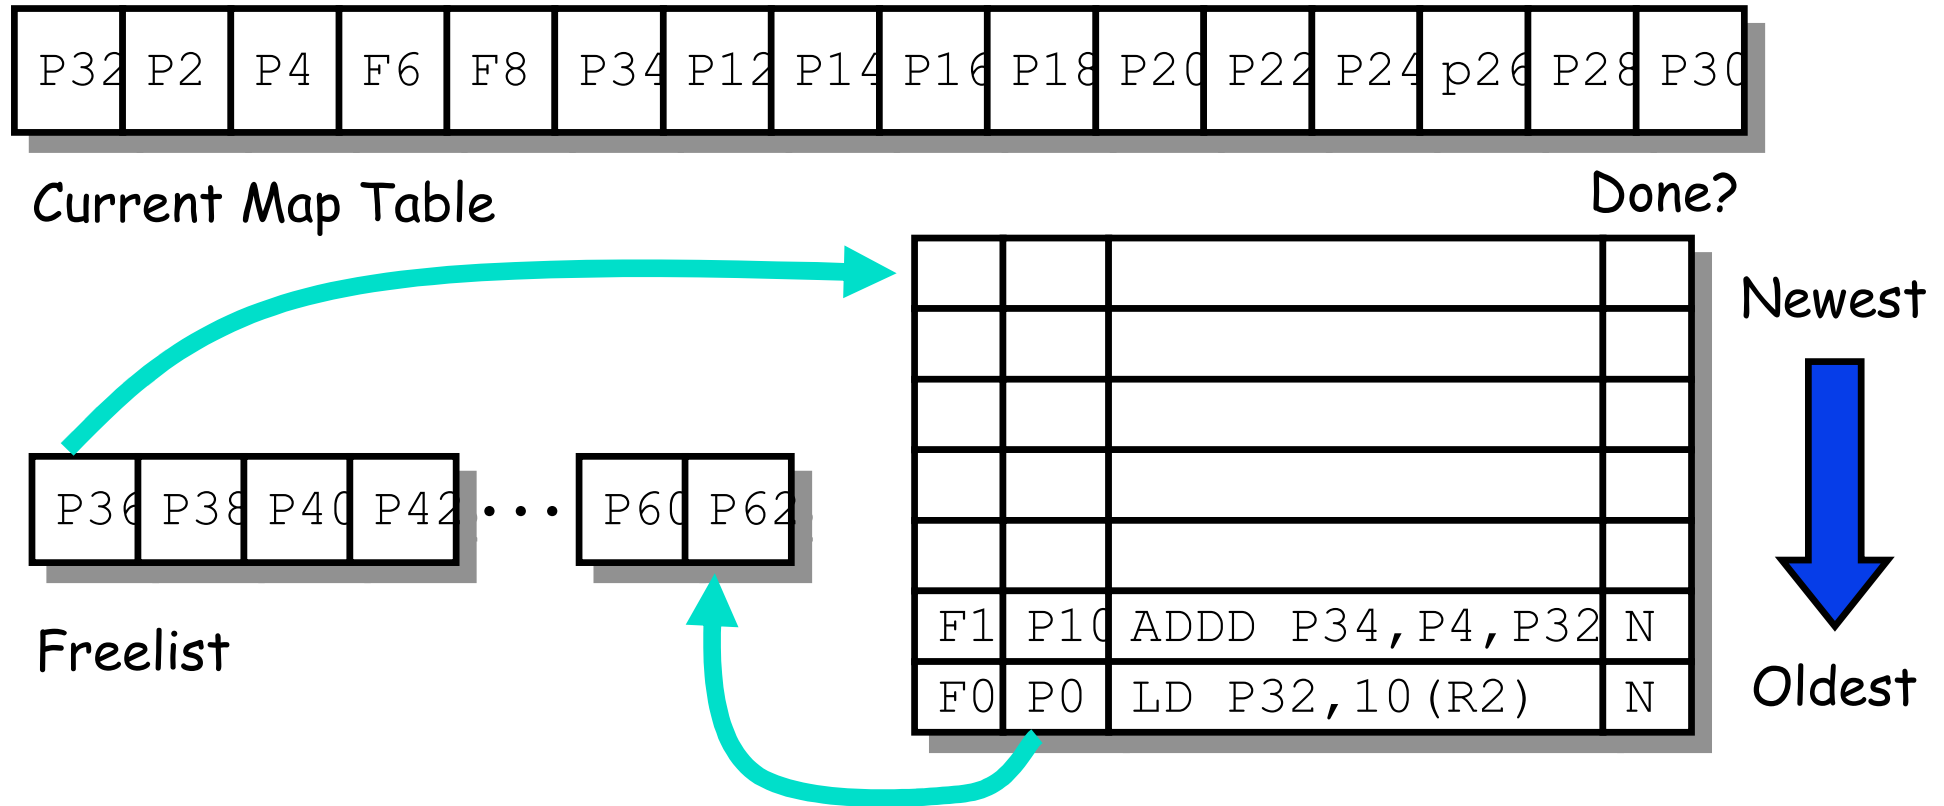 P32 P2 P4 F6 F8 P34 P12 P14 P16 P18 P20 P22 P24 p26 P28 P30
Current Map Table
Done?
Newest
P36 P38 P40 P42 ... P60 P62
Freelist
F1 P10 ADDD P34,P4,P32 N
F0 P0 LD P32,10(R2) N
Oldest